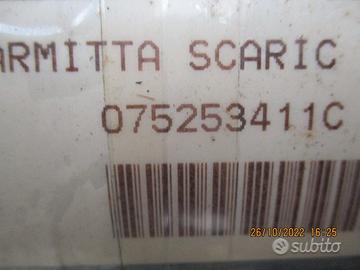 ARMITTA SCARIC
075253411C
26/10/2022 16:25
subito